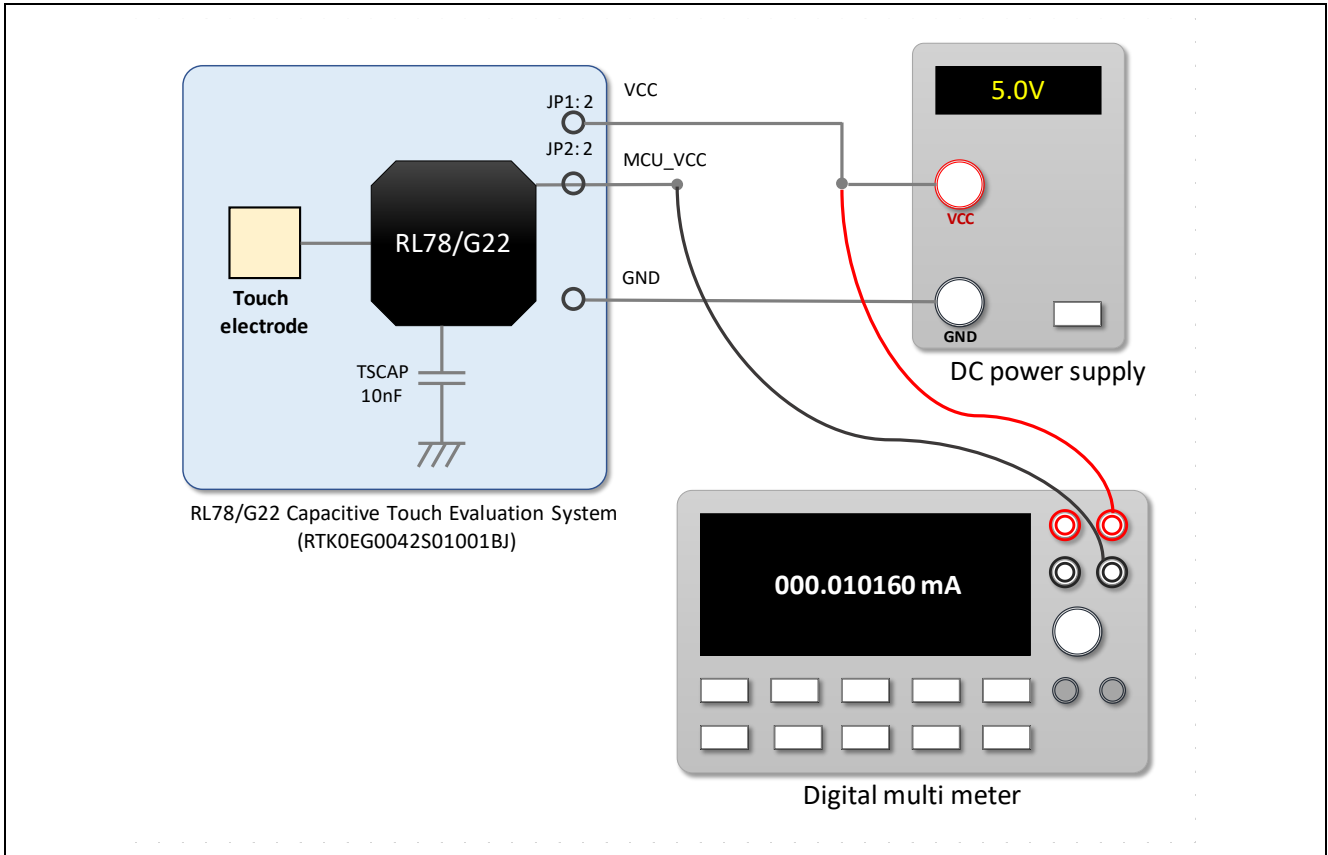 5.0V
JP1:2
VCC
JP2:2
MCU_VCC
VCC
RL78/G22
Touch
electrode
GND
GND
TSCAP
10nF
DC power supply
RL78/G22 Capacitive Touch Evaluation System
(RTK0EG0042S01001BJ)
000.010160 mA
Digital multi meter